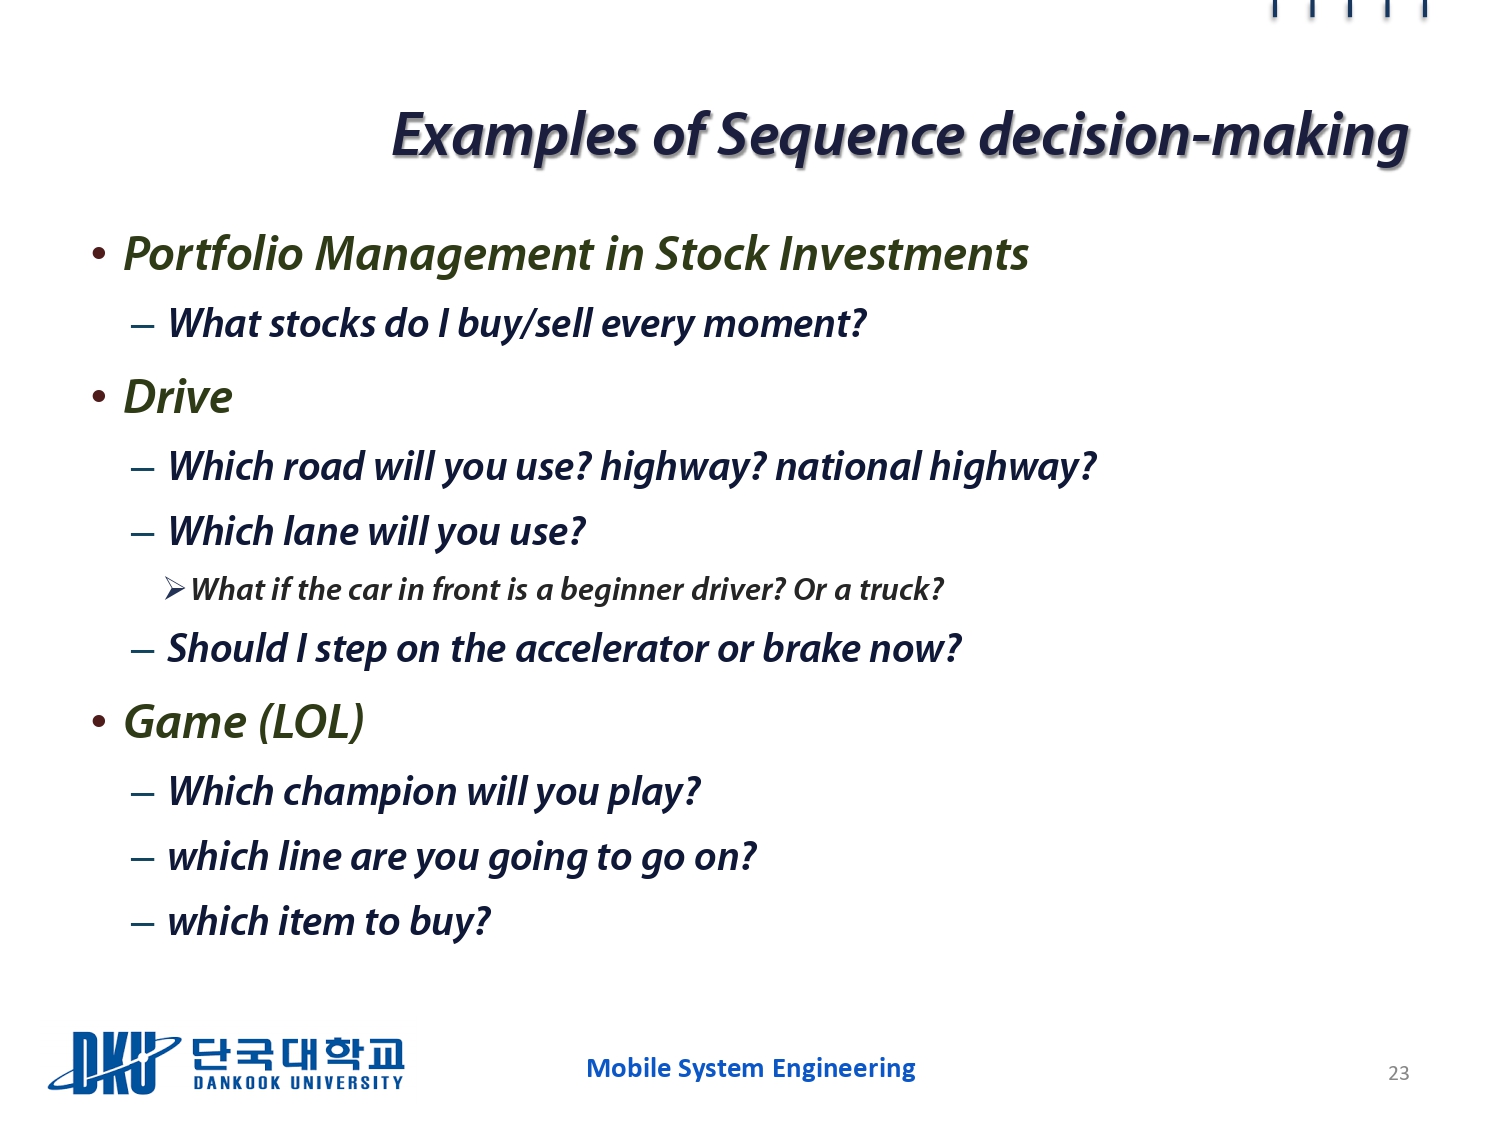 Examples of Sequence decision-making
• Portfolio Management in Stock Investments
– What stocks do I buy/sell every moment?
• Drive
– Which road will you use? highway? national highway?
– Which lane will you use?
➢ What if the car in front is a beginner driver? Or a truck?
– Should I step on the accelerator or brake now?
• Game (LOL)
– Which champion will you play?
– which line are you going to go on?
– which item to buy?
DKU 단국대학교
DANKOOK UNIVERSITY
Mobile System Engineering
23